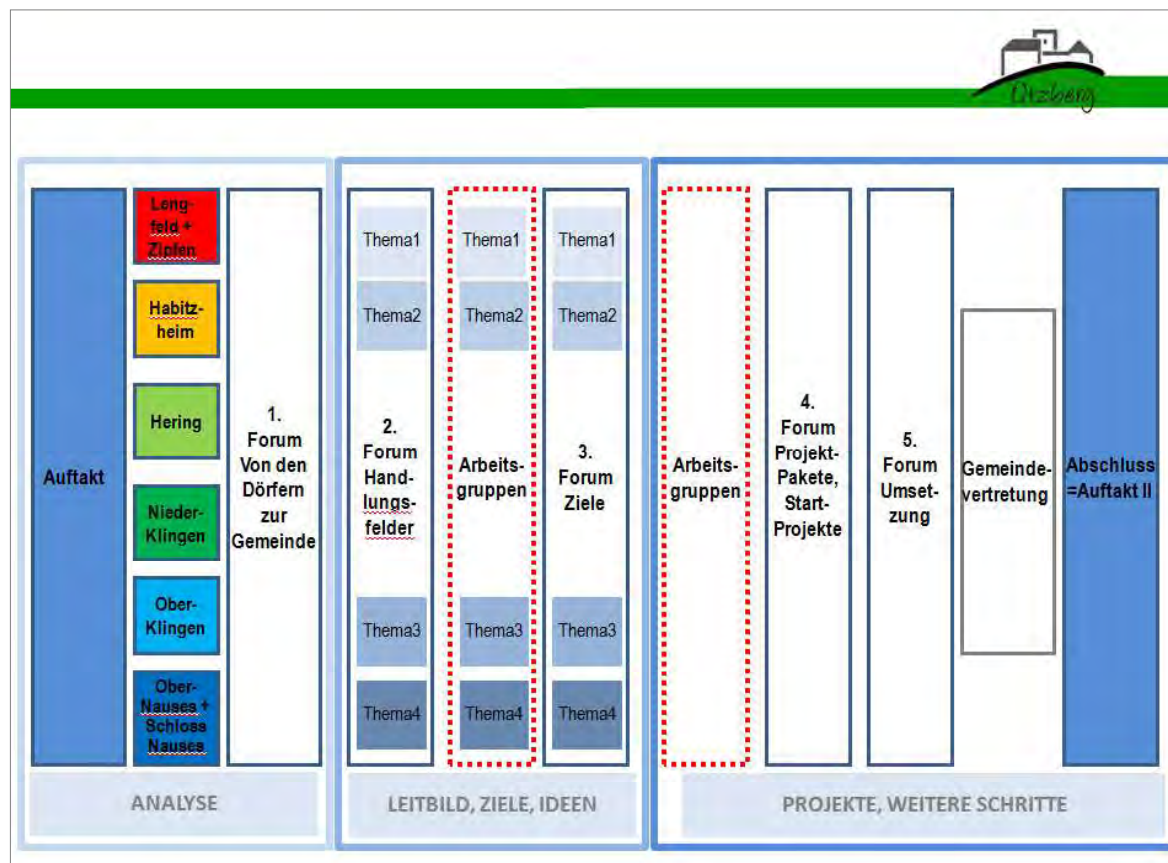 Otzberg
Auftakt
Leng-
feld +
Zipfen
Habitz-
heim
Hering
Nieder-
Klingen
Ober-
Klingen
Ober-
Nauses +
Schloss
Nauses
1.
Forum
Von den
Dörfern
zur
Gemeinde
ANALYSE
Thema1
Thema2
2.
Forum
Hand-
lungs-
felder
Thema3
Thema4
Thema1
Thema2
Arbeits-
gruppen
Thema3
Thema4
Thema1
Thema2
3.
Forum
Ziele
Thema3
Thema4
LEITBILD, ZIELE, IDEEN
Arbeits-
gruppen
4.
Forum
Projekt-
Pakete,
Start-
Projekte
5.
Forum
Umset-
zung
Gemeinde-
vertretung
Abschluss
=Auftakt II
PROJEKTE, WEITERE SCHRITTE